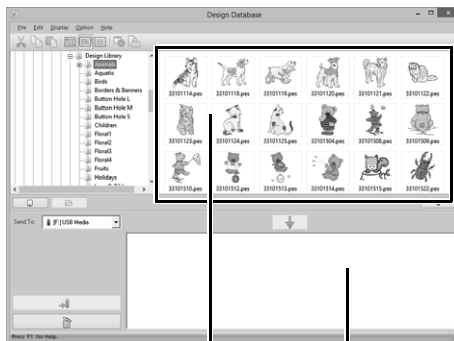 Design Database
File Edit Display Option Help
Design Library
Animals
Aquatic
Birds
Borders & Banners
Button Hole L
Button Hole M
Button Hole S
Children
Floral1
Floral2
Floral3
Floral4
Fruits
Holidays
33101114.pes 33101118.pes 33101119.pes 33101120.pes 33101121.pes 33101122.pes
33101123.pes 33101124.pes 33101125.pes 33101504.pes 33101508.pes 33101509.pes
33101510.pes 33101512.pes 33101513.pes 33101514.pes 33101515.pes 33101522.pes
Send To: [F:] USB Media
Press 'F1' for Help.